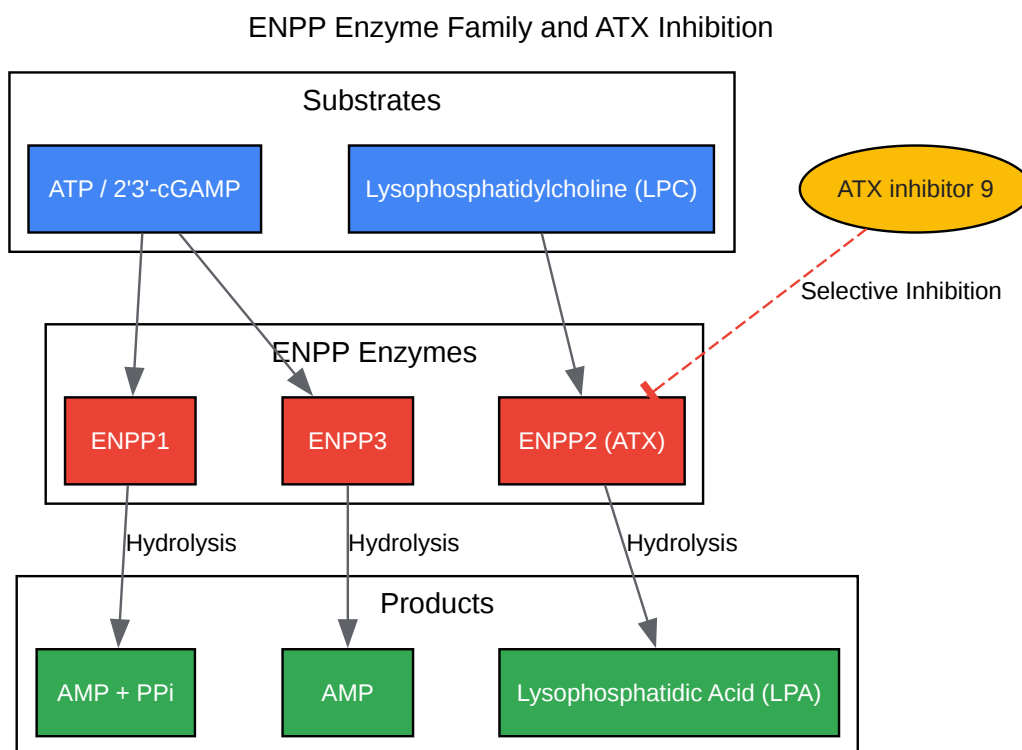 ENPP Enzyme Family and ATX Inhibition
Substrates
ATP / 2'3'-cGAMP
Lysophosphatidylcholine (LPC)
ATX inhibitor 9
Selective Inhibition
ENPP Enzymes
ENPP1
ENPP3
ENPP2 (ATX)
Hydrolysis
Hydrolysis
Hydrolysis
Products
AMP + PPi
AMP
Lysophosphatidic Acid (LPA)